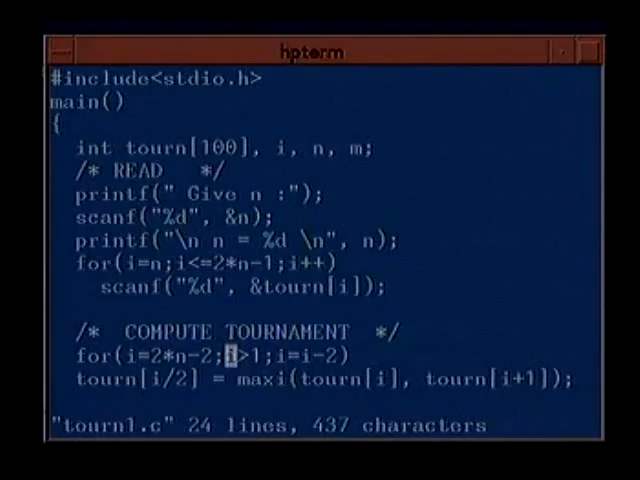 hpterm
#include<stdio.h>
main()
{
int tourn[100], i, n, m;
/* READ */
printf(" Give n :");
scanf("%d", &n);
printf("\n n = %d \n", n);
for(i=n;i<=2*n-1;i++)
scanf("%d", &tourn[i]);
/* COMPUTE TOURNAMENT */
for(i=2*n-2;i>1;i=i-2)
tourn[i/2] = maxi(tourn[i], tourn[i+1]);
"tourn1.c" 24 lines, 437 characters